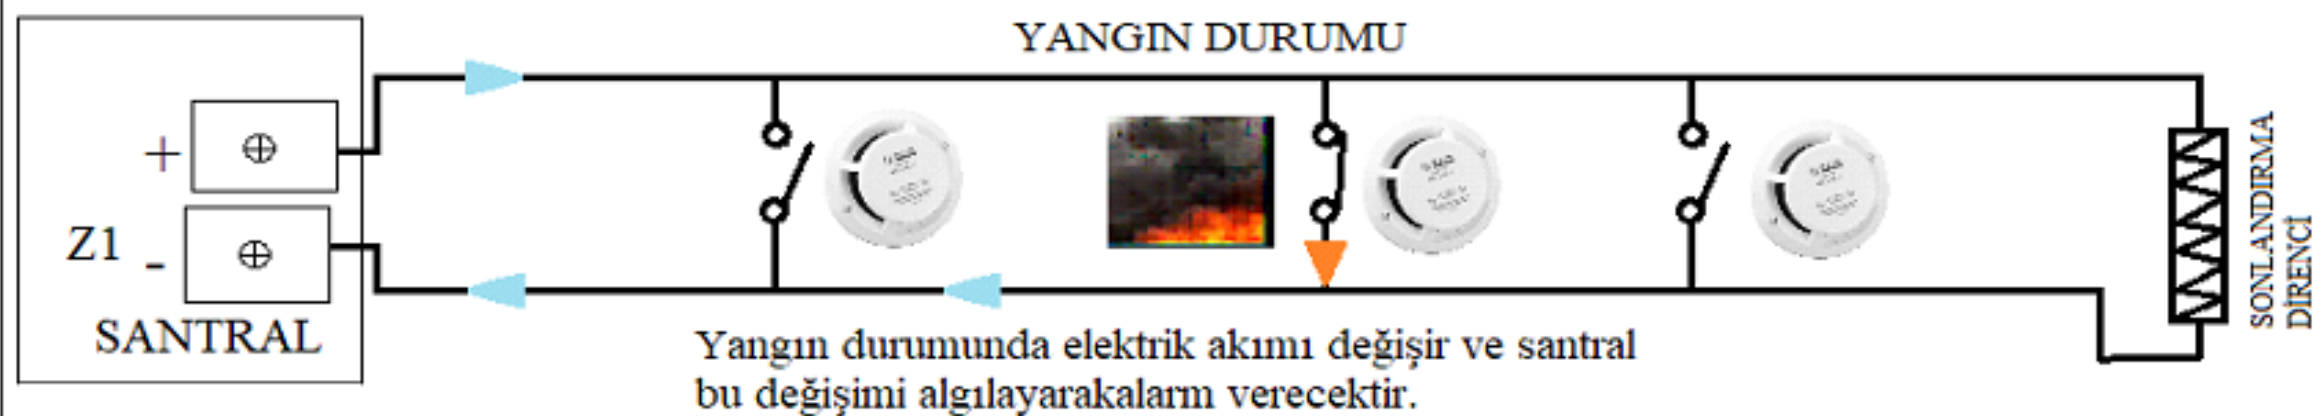 YANGIN DURUMU
+
Z1 -
SANTRAL
SONLANDIRMA
DİRENCİ
Yangın durumunda elektrik akımı değişir ve santral
bu değişimi algılayarakalarm verecektir.